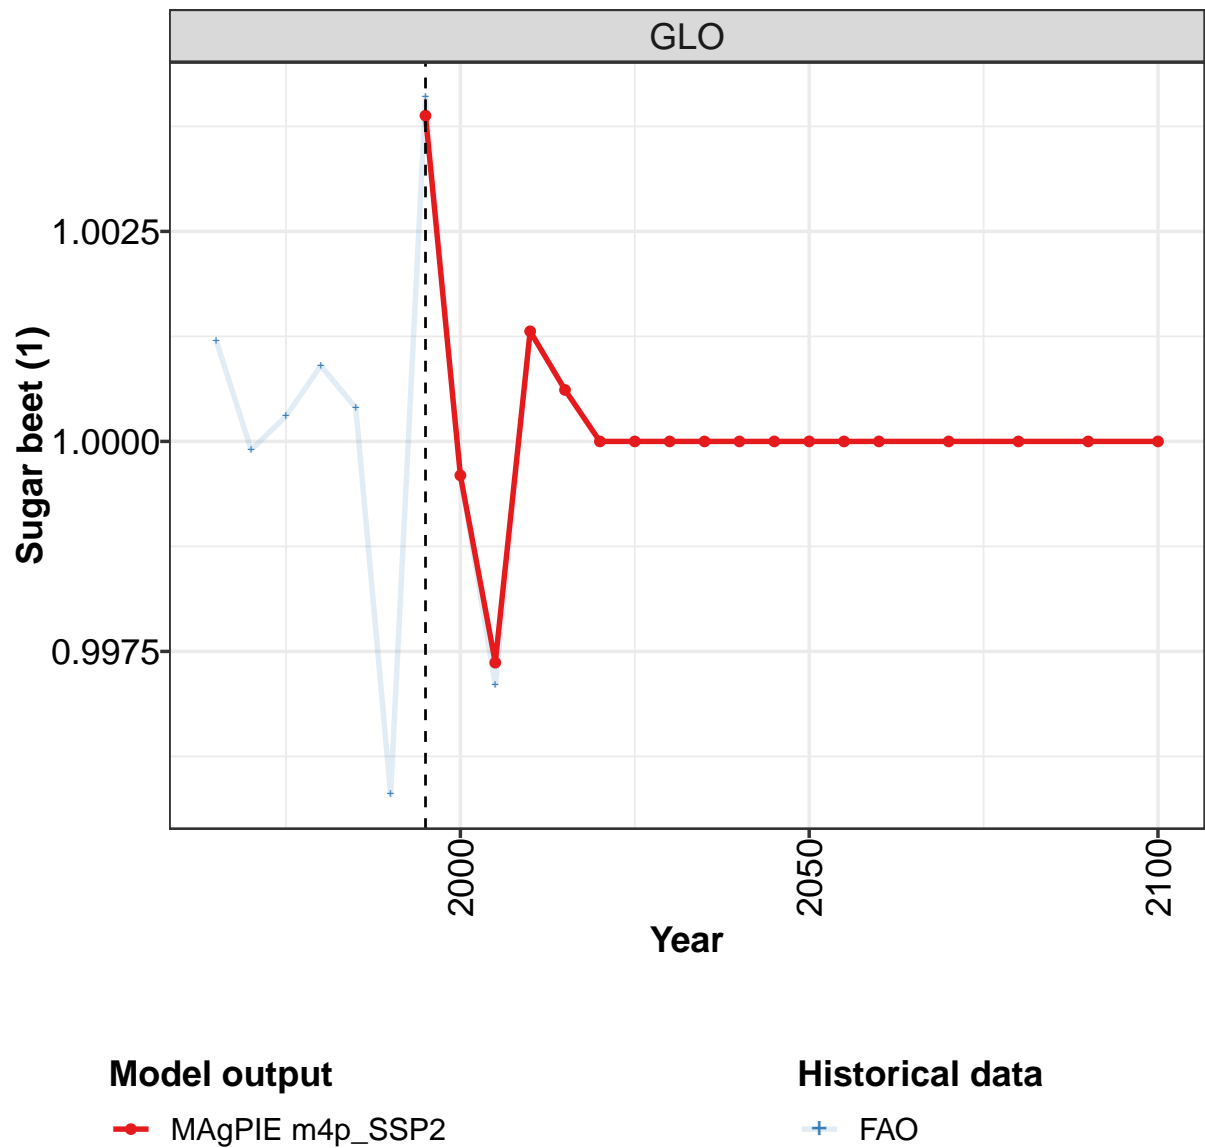 GLO
1.0025
1.0000
0.9975
Sugar beet (1)
2000
2050
2100
Year
Model output
Historical data
MAgPIE m4p_SSP2
FAO